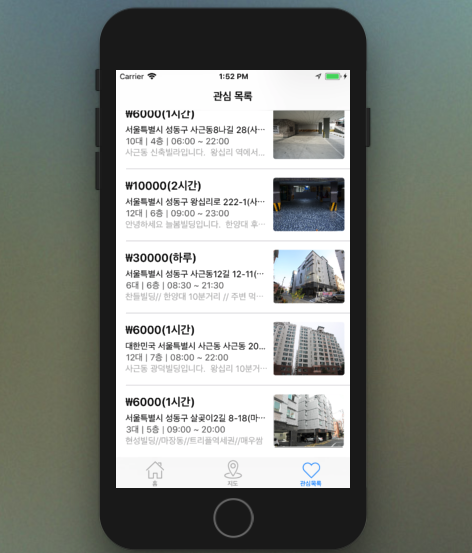 Carrier 1:52 PM
관심 목록
₩6000(1시간)
서울특별시 성동구 사근동8나길 28(사···
10대 | 4층 | 06:00 ~ 22:00
사근동 신축빌라입니다. 왕십리 역에서...
₩10000(2시간)
서울특별시 성동구 왕십리로 222-1(사···
12대 | 6층 | 09:00 ~ 23:00
안녕하세요 늘봄빌딩입니다. 한양대 후···
₩30000(하루)
서울특별시 성동구 사근동12길 12-11(···
6대 | 6층 | 08:30 ~ 21:30
찬들빌딩// 한양대 10분거리 // 주변 먹···
₩6000(1시간)
대한민국 서울특별시 사근동 사근동 20...
12대 | 7층 | 08:00 ~ 22:00
사근동 광덕빌딩입니다. 왕십리 10분거···
₩6000(1시간)
서울특별시 성동구 살곶이2길 8-18(마···
3대 | 5층 | 09:00 ~ 20:00
현성빌딩//마장동//트리플역세권//매우쌈
홈 지도 관심목록